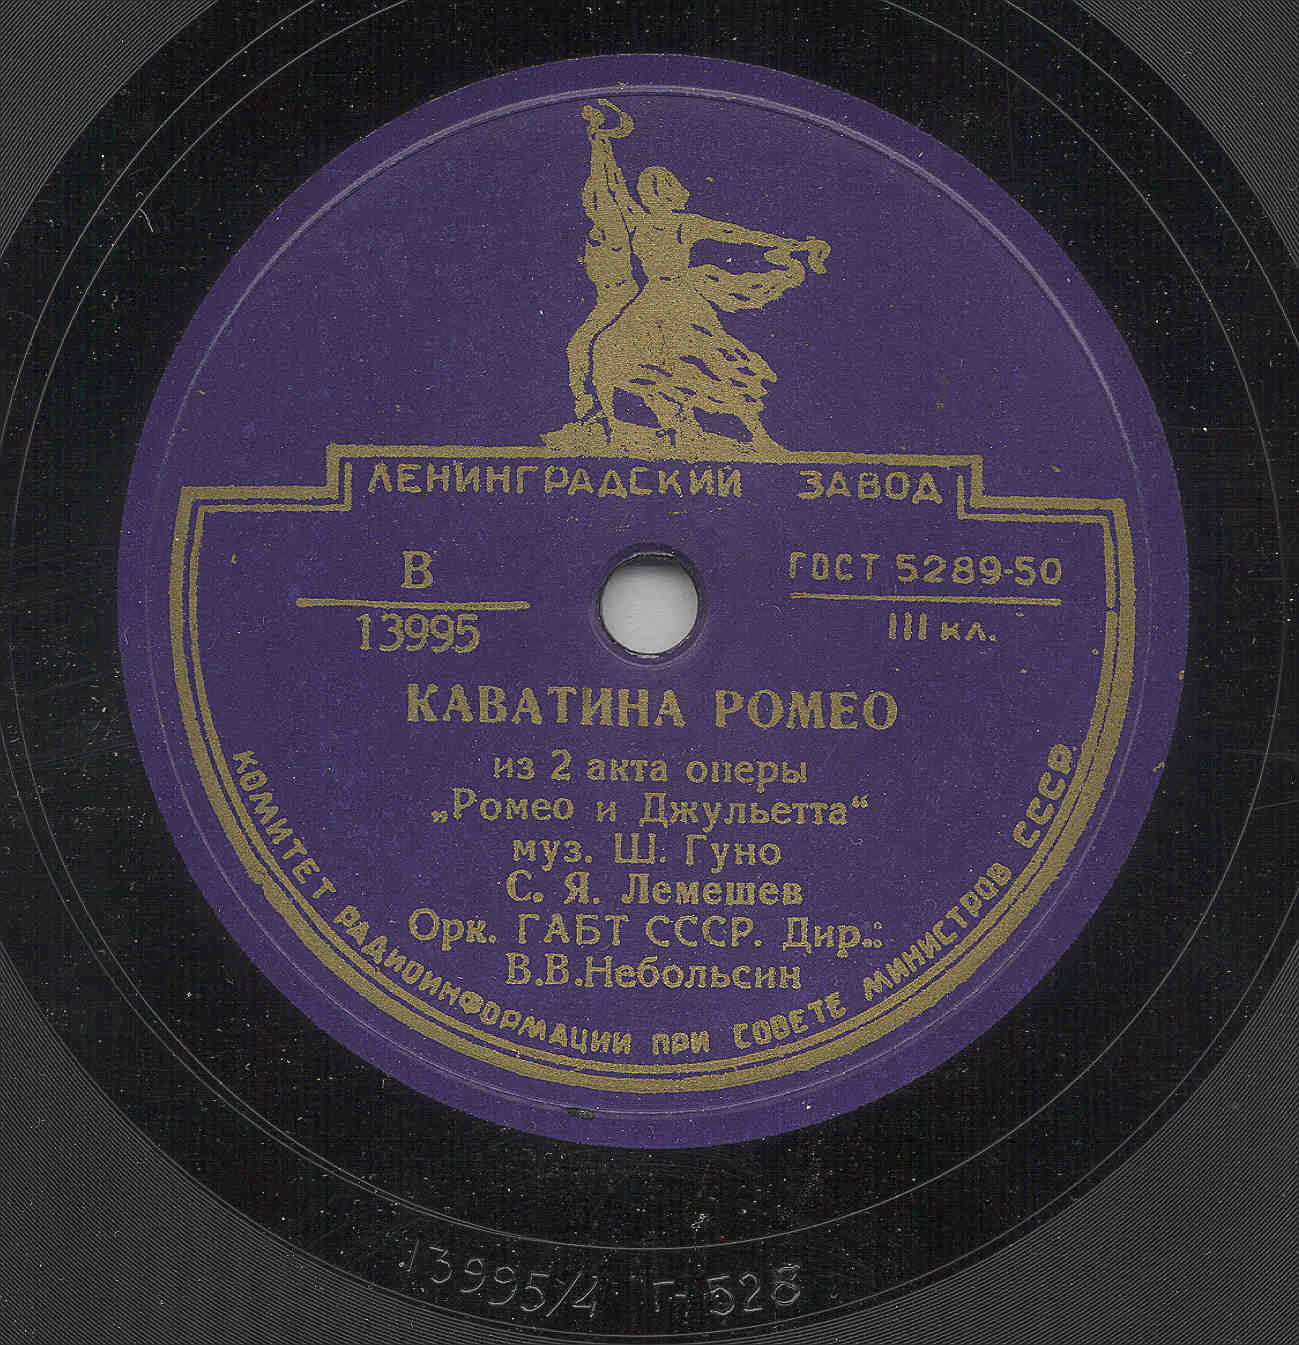 ЛЕНИНГРАДСКИЙ ЗАВОД
В
13995
ГОСТ 5289-50
III кл.
КАВАТИНА РОМЕО
из 2 акта оперы
„Ромео и Джульетта“
муз. Ш. Гуно
С. Я. Лемешев
Орк. ГАБТ СССР. Дир.:
В.В.Небольсин
КОМИТЕТ РАДИОИНФОРМАЦИИ ПРИ СОВЕТЕ МИНИСТРОВ СССР
13995/4 Г-528